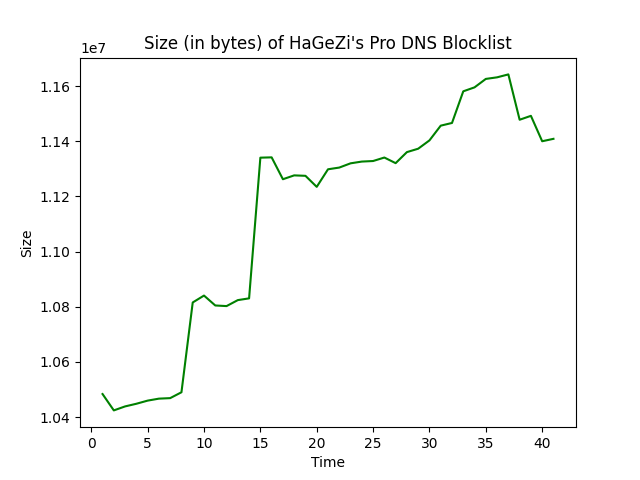 Size (in bytes) of HaGeZi's Pro DNS Blocklist
1e7
1.16
1.14
1.12
1.10
1.08
1.06
1.04
Size
0 5 10 15 20 25 30 35 40
Time